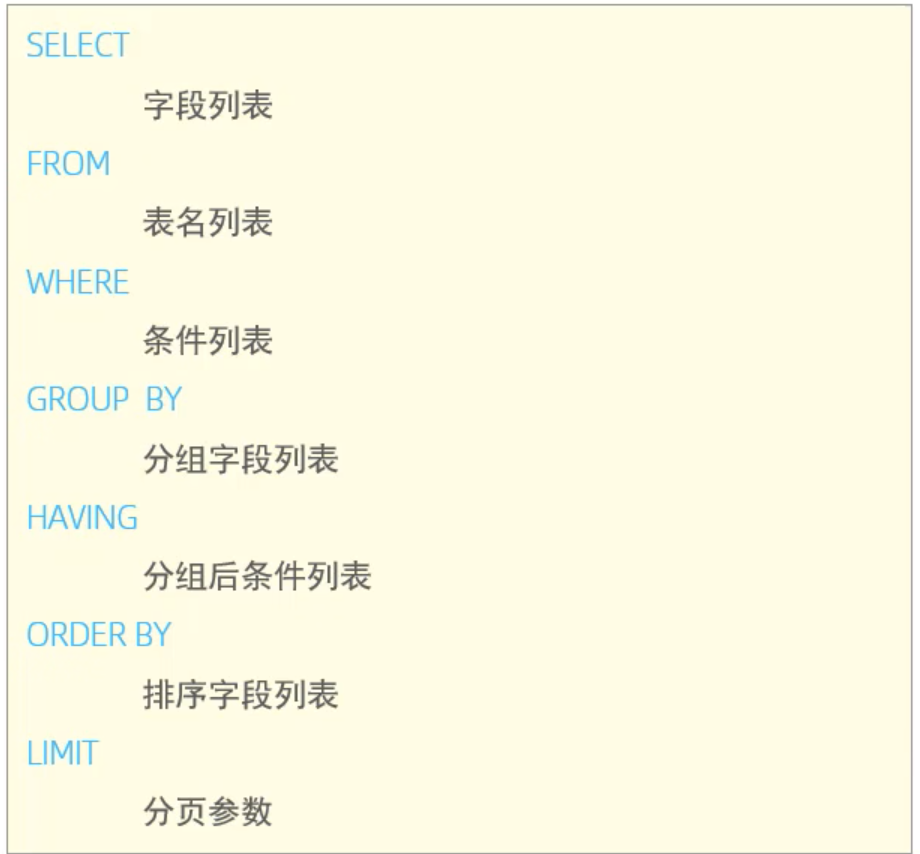 SELECT
字段列表
FROM
表名列表
WHERE
条件列表
GROUP BY
分组字段列表
HAVING
分组后条件列表
ORDER BY
排序字段列表
LIMIT
分页参数